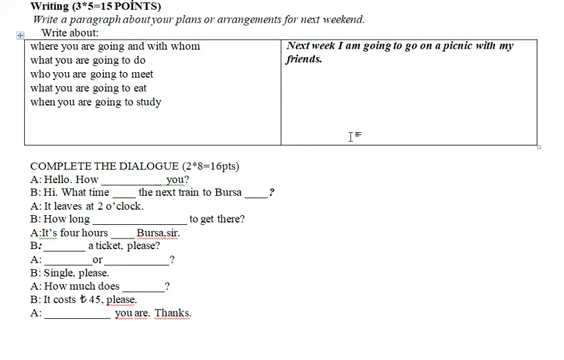 Writing (3*5=15 POİNTS)
Write a paragraph about your plans or arrangements for next weekend.
Write about:
where you are going and with whom
what you are going to do
who you are going to meet
what you are going to eat
when you are going to study
Next week I am going to go on a picnic with my
friends.
COMPLETE THE DIALOGUE (2*8=16pts)
A: Hello. How ___________ you?
B: Hi. What time ____ the next train to Bursa ____?
A: It leaves at 2 o'clock.
B: How long _________________ to get there?
A:It's four hours ____ Bursa,sir.
B: _______ a ticket, please?
A: ________ or ___________?
B: Single, please.
A: How much does _______?
B: It costs ₺ 45, please.
A: ___________ you are. Thanks.